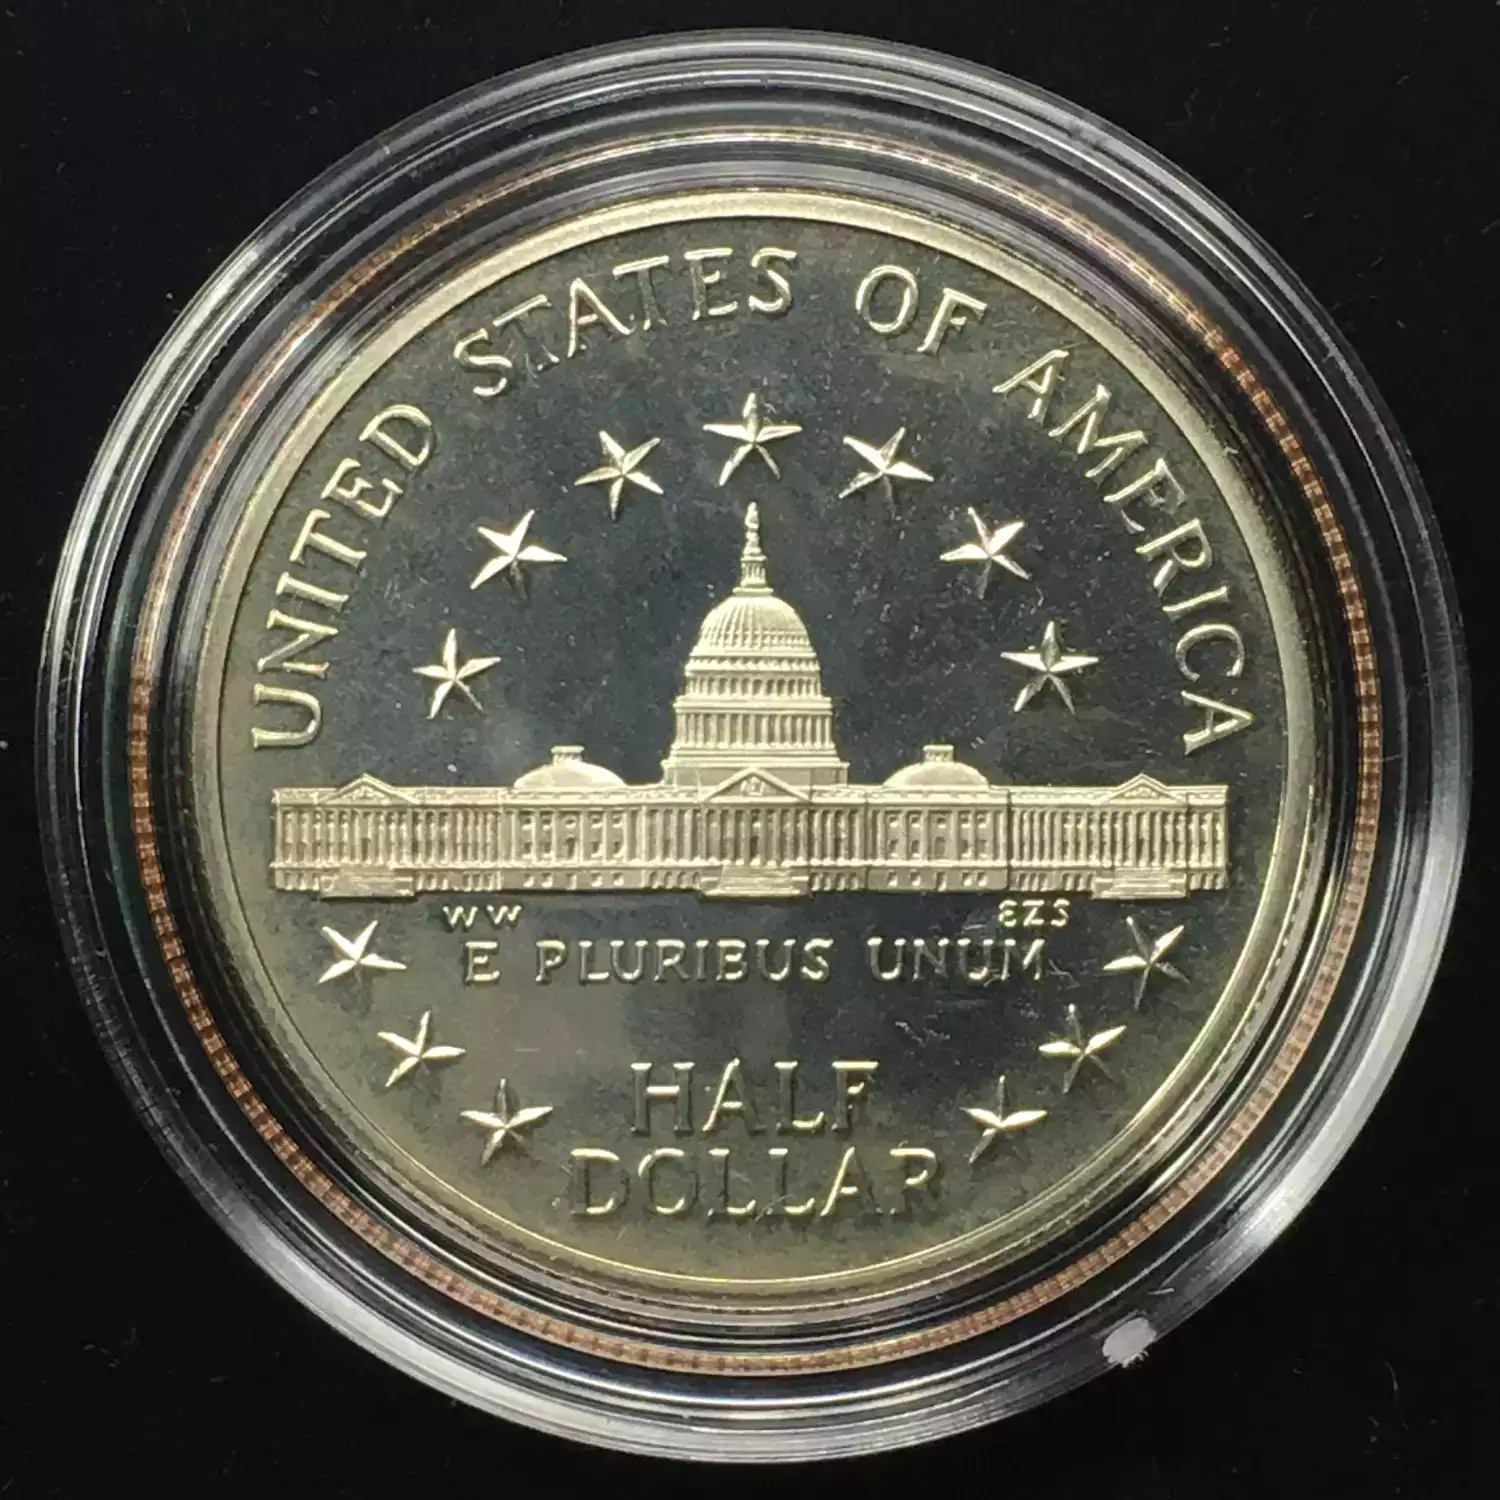 UNITED STATES OF AMERICA
WW EZS
E PLURIBUS UNUM
HALF
DOLLAR